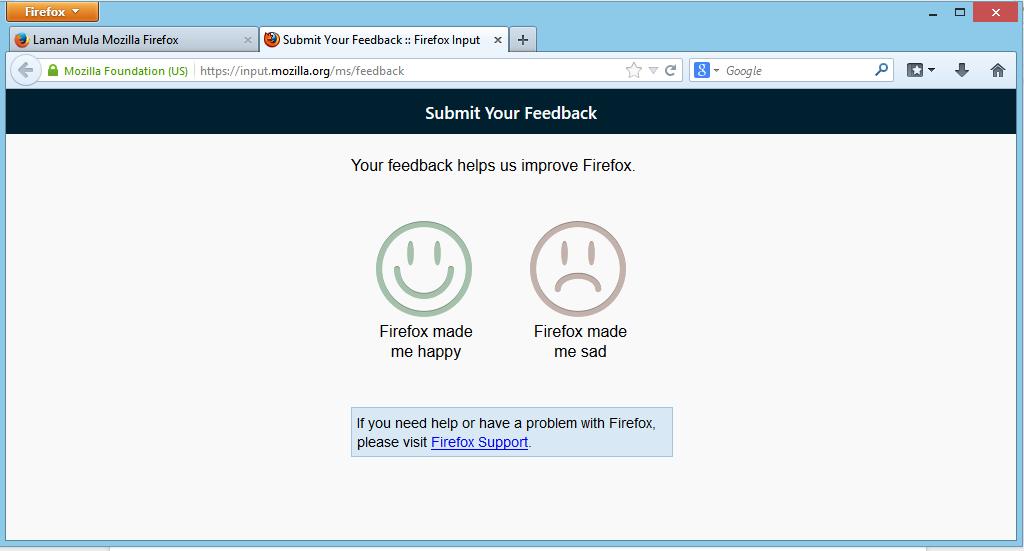 Firefox
Laman Mula Mozilla Firefox
Submit Your Feedback :: Firefox Input
Mozilla Foundation (US)
https://input.mozilla.org/ms/feedback
Google
Submit Your Feedback
Your feedback helps us improve Firefox.
Firefox made
me happy
Firefox made
me sad
If you need help or have a problem with Firefox,
please visit Firefox Support.